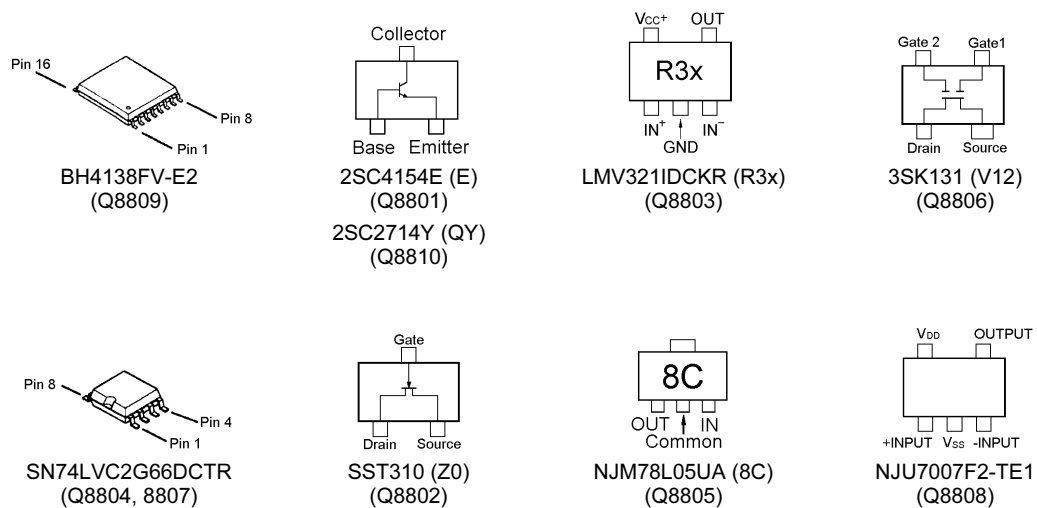 Pin 16
Pin 8
Pin 1
BH4138FV-E2
(Q8809)
Collector
Base Emitter
2SC4154E (E)
(Q8801)
2SC2714Y (QY)
(Q8810)
VCC+ OUT
R3x
IN+ IN−
GND
LMV321IDCKR (R3x)
(Q8803)
Gate 2 Gate1
Drain Source
3SK131 (V12)
(Q8806)
Pin 8
Pin 4
Pin 1
SN74LVC2G66DCTR
(Q8804, 8807)
Gate
Drain Source
SST310 (Z0)
(Q8802)
8C
OUT IN
Common
NJM78L05UA (8C)
(Q8805)
VDD OUTPUT
+INPUT VSS -INPUT
NJU7007F2-TE1
(Q8808)